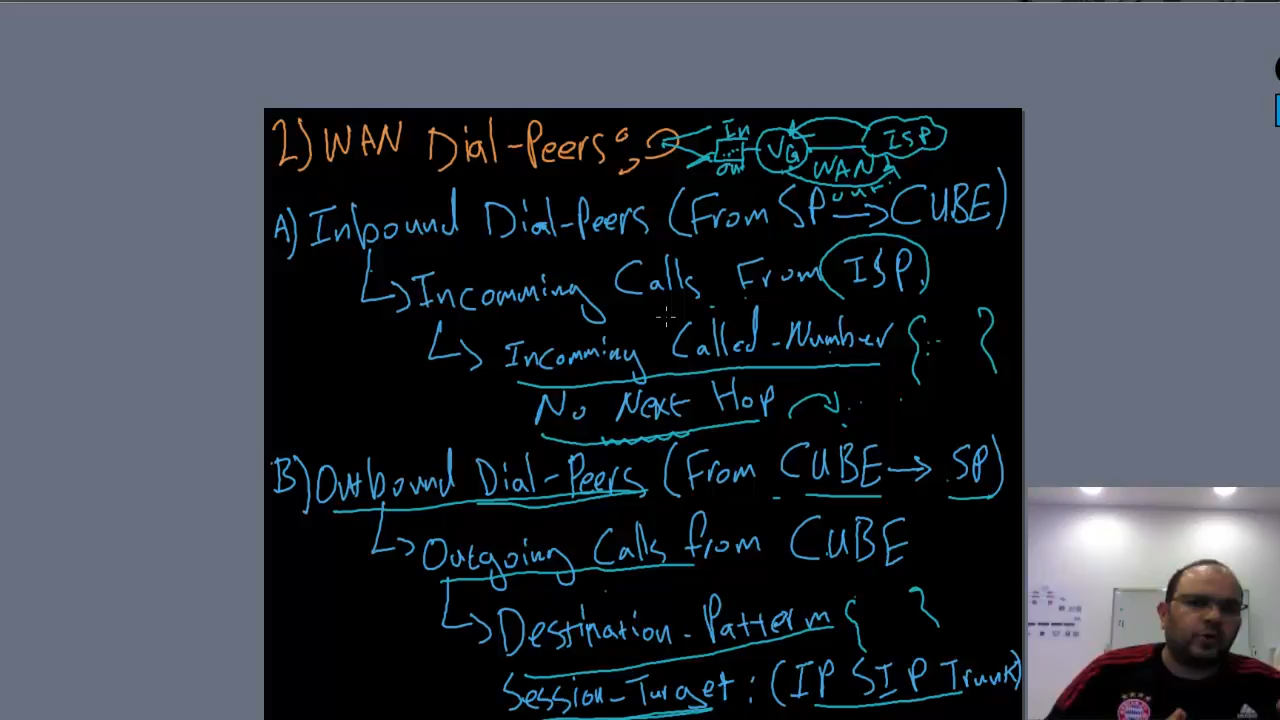 2) WAN Dial-Peers:
In
out
VG
ISP
WAN
out
A) Inbound Dial-Peers (From SP → CUBE)
Incomming Calls From ISP.
Incomming Called-Number { }
No Next Hop
B) Outbound Dial-Peers (From CUBE → SP)
Outgoing Calls from CUBE
Destination-Pattern { }
Session-Target: (IP SIP Trunk)